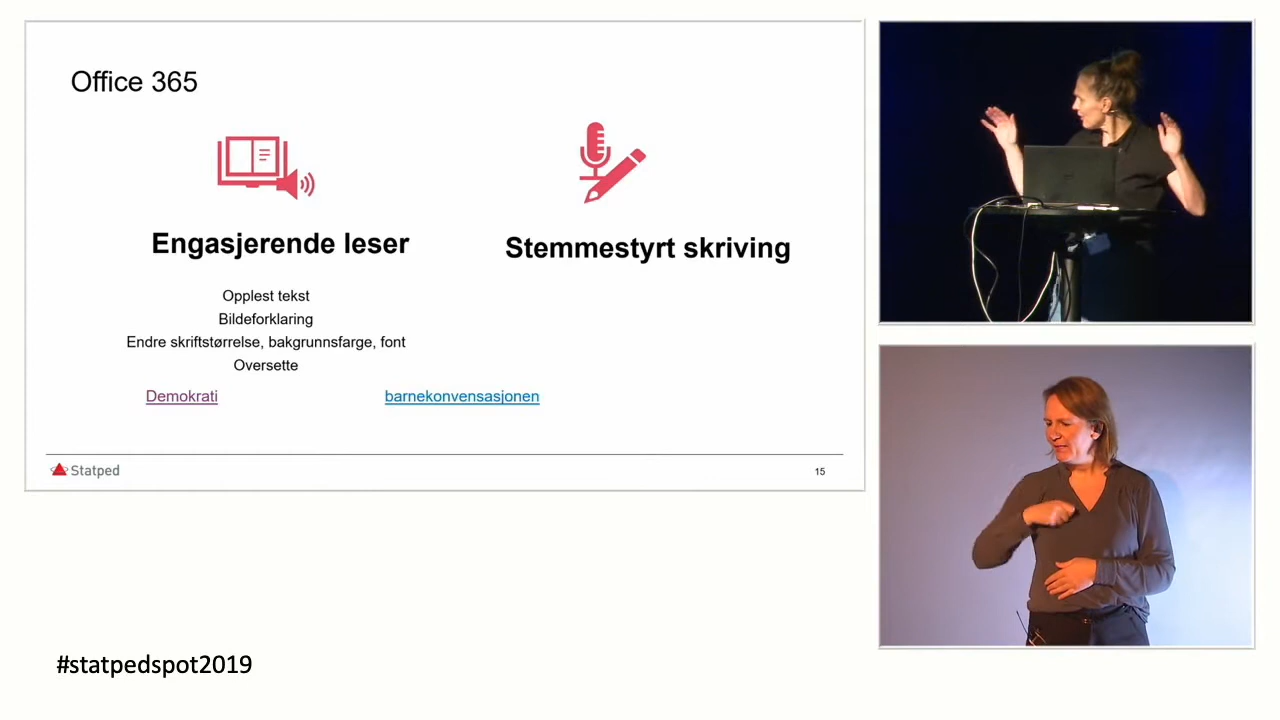 Office 365
Engasjerende leser
Stemmestyrt skriving
Opplest tekst
Bildeforklaring
Endre skriftstørrelse, bakgrunnsfarge, font
Oversette
Demokrati
barnekonvensasjonen
Statped
15
#statpedspot2019